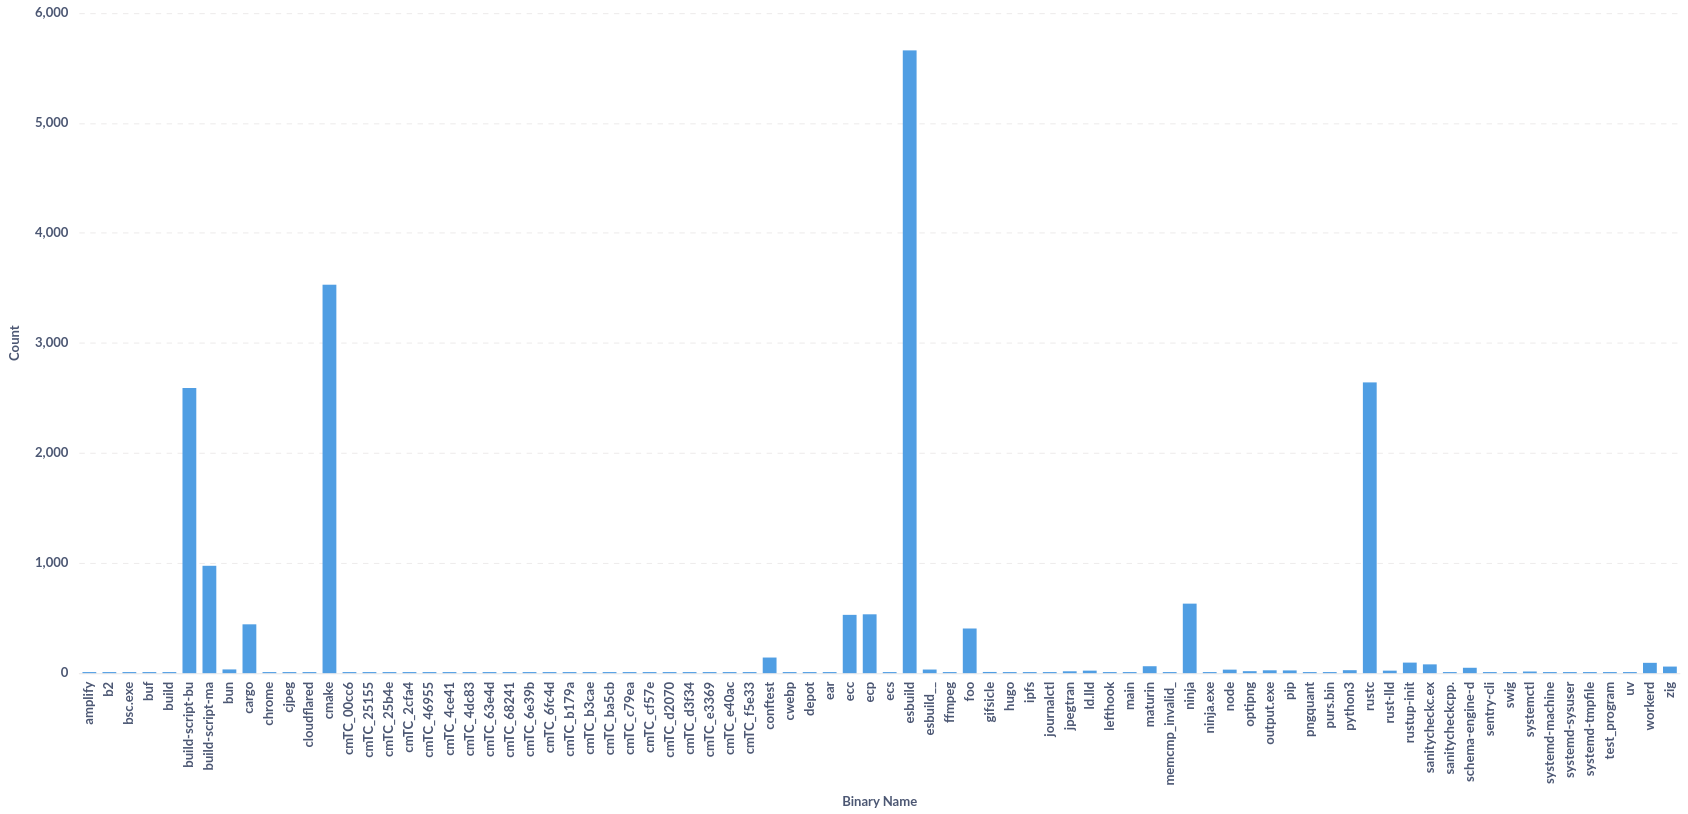 6,000
5,000
4,000
3,000
2,000
1,000
0
Count
amplify
b2
bsc.exe
buf
build
build-script-bu
build-script-ma
bun
cargo
chrome
cjpeg
cloudflared
cmake
cmTC_00cc6
cmTC_25155
cmTC_25b4e
cmTC_2cfa4
cmTC_46955
cmTC_4ce41
cmTC_4dc83
cmTC_63e4d
cmTC_68241
cmTC_6e39b
cmTC_6fc4d
cmTC_b179a
cmTC_b3cae
cmTC_ba5cb
cmTC_c79ea
cmTC_cf57e
cmTC_d2070
cmTC_d3f34
cmTC_e3369
cmTC_e40ac
cmTC_f5e33
conftest
cwebp
depot
ear
ecc
ecp
ecs
esbuild
esbuild__
ffmpeg
foo
gifsicle
hugo
ipfs
journalctl
jpegtran
ld.lld
lefthook
main
maturin
memcmp_invalid_
ninja
ninja.exe
node
optipng
output.exe
pip
pngquant
purs.bin
python3
rustc
rust-lld
rustup-init
sanitycheckc.ex
sanitycheckcpp.
schema-engine-d
sentry-cli
swig
systemctl
systemd-machine
systemd-sysuser
systemd-tmpfile
test_program
uv
workerd
zig
Binary Name